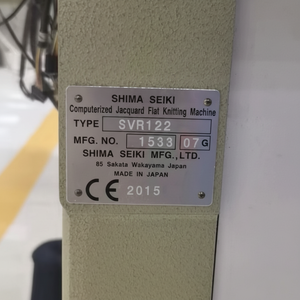 SHIMA SEIKI
Computerized Jacquard Flat Knitting Machine
TYPE SVR122
MFG. NO. 1533 07G
SHIMA SEIKI MFG.,LTD.
85 Sakata Wakayama Japan
MADE IN JAPAN
CE 2015